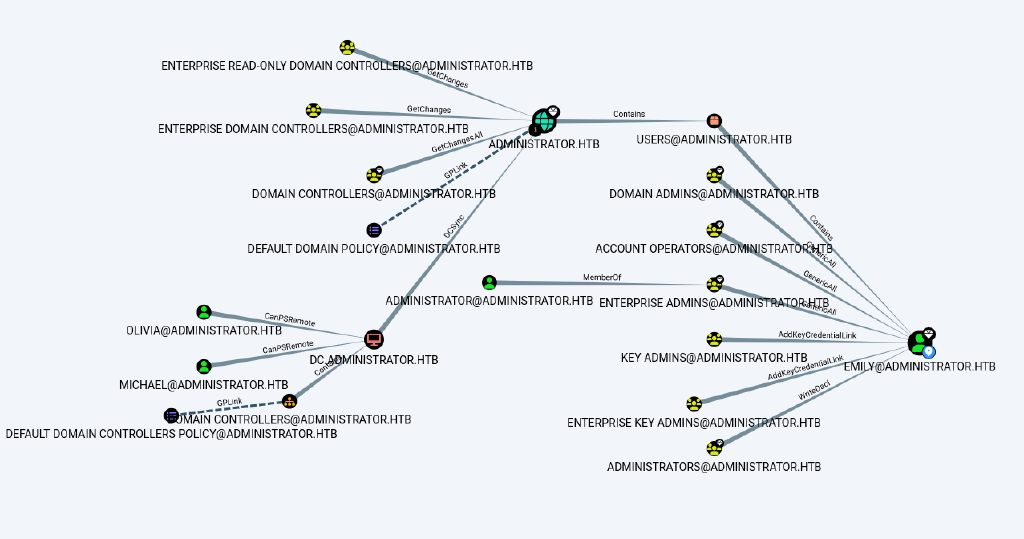 ENTERPRISE READ-ONLY DOMAIN CONTROLLERS@ADMINISTRATOR.HTB
GetChanges
GetChanges
ENTERPRISE DOMAIN CONTROLLERS@ADMINISTRATOR.HTB
Contains
ADMINISTRATOR.HTB
USERS@ADMINISTRATOR.HTB
GetChangesAll
GPLink
DOMAIN CONTROLLERS@ADMINISTRATOR.HTB
DOMAIN ADMINS@ADMINISTRATOR.HTB
DCSync
Contains
DEFAULT DOMAIN POLICY@ADMINISTRATOR.HTB
ACCOUNT OPERATORS@ADMINISTRATOR.HTB
GenericAll
GenericAll
MemberOf
ADMINISTRATOR@ADMINISTRATOR.HTB
ENTERPRISE ADMINS@ADMINISTRATOR.HTB
GenericAll
CanPSRemote
OLIVIA@ADMINISTRATOR.HTB
AddKeyCredentialLink
CanPSRemote
DC.ADMINISTRATOR.HTB
KEY ADMINS@ADMINISTRATOR.HTB
EMILY@ADMINISTRATOR.HTB
Contains
AddKeyCredentialLink
MICHAEL@ADMINISTRATOR.HTB
WriteDacl
GPLink
DOMAIN CONTROLLERS@ADMINISTRATOR.HTB
ENTERPRISE KEY ADMINS@ADMINISTRATOR.HTB
DEFAULT DOMAIN CONTROLLERS POLICY@ADMINISTRATOR.HTB
ADMINISTRATORS@ADMINISTRATOR.HTB